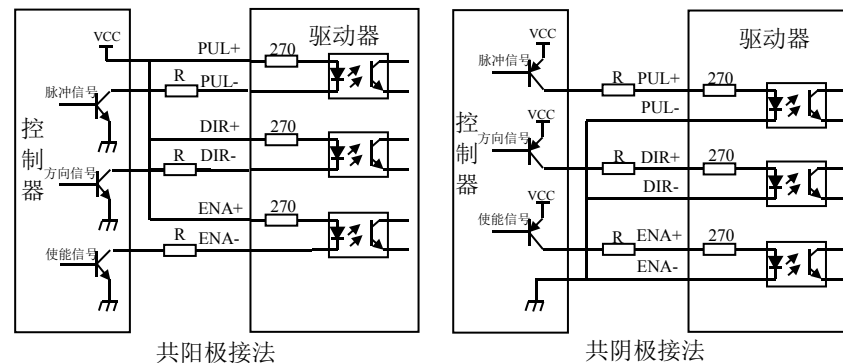 VCC
PUL+
270
驱动器
脉冲信号
R
PUL-
DIR+
270
控制器
方向信号
R
DIR-
ENA+
270
使能信号
R
ENA-
共阳极接法
VCC
驱动器
脉冲信号
R
PUL+
270
PUL-
VCC
控制器
方向信号
R
DIR+
270
DIR-
VCC
使能信号
R
ENA+
270
ENA-
共阴极接法